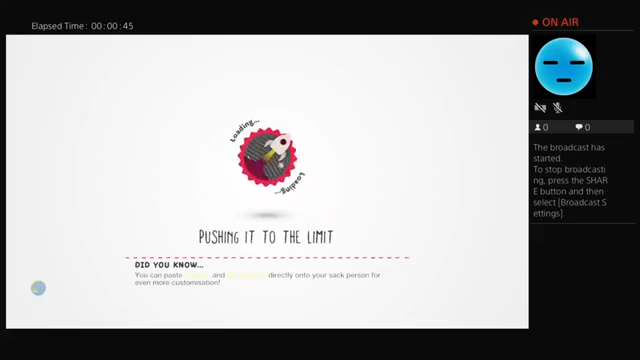 Elapsed Time : 00:00:45
ON AIR
Loading...
Loading...
0 0
PUSHING IT TO THE LIMIT
DID YOU KNOW...
You can paste and directly onto your sack person for
even more customisation!
The broadcast has
started.
To stop broadcasti
ng, press the SHAR
E button and then
select [Broadcast S
ettings].